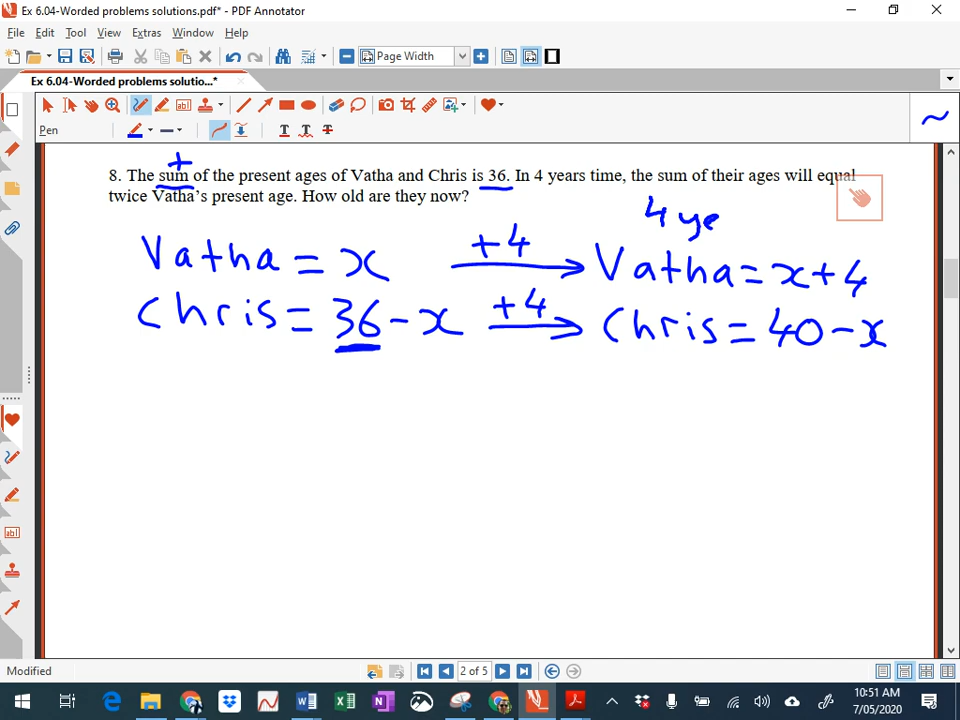 Ex 6.04-Worded problems solutions.pdf* - PDF Annotator
File Edit Tool View Extras Window Help
Page Width
Ex 6.04-Worded problems solutio...*
Pen
+
8. The sum of the present ages of Vatha and Chris is 36. In 4 years time, the sum of their ages will equal
twice Vatha's present age. How old are they now?
4 ye
Vatha = x +4 Vatha = x+4
Chris = 36-x +4 Chris = 40-x
Modified
2 of 5
10:51 AM
7/05/2020